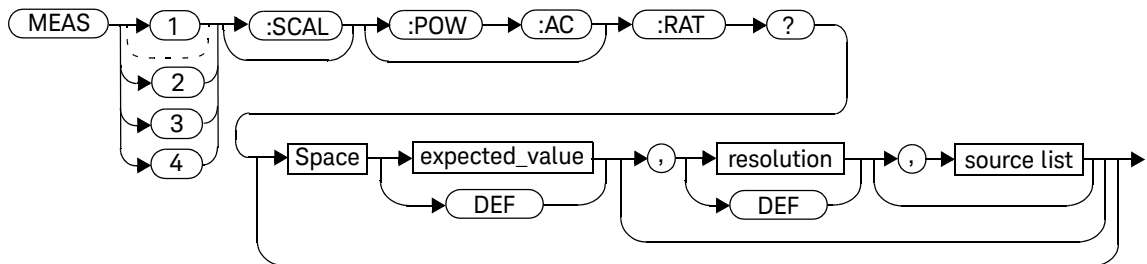 MEAS 1 :SCAL :POW :AC :RAT ?
2
3
4
Space expected_value , resolution , source list
DEF DEF